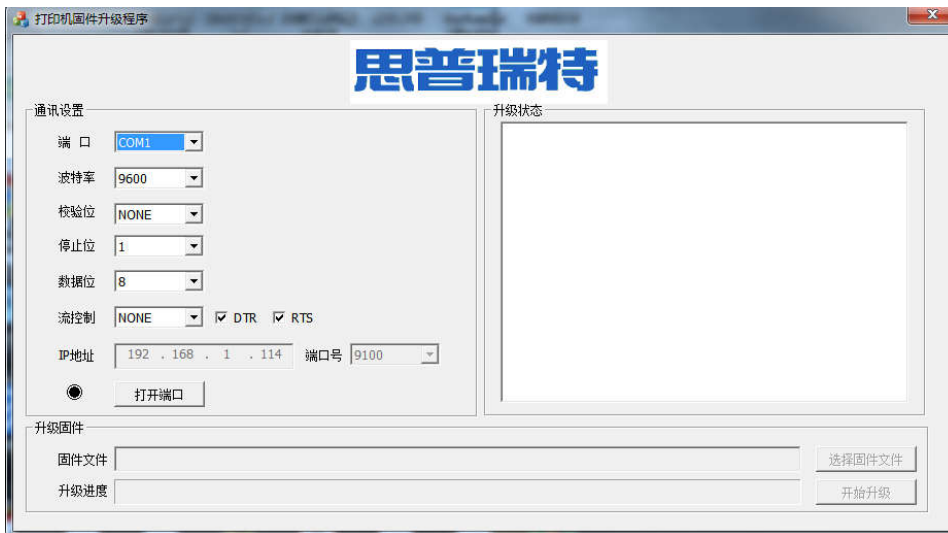 打印机固件升级程序
思普瑞特
通讯设置
端 口 COM1
波特率 9600
校验位 NONE
停止位 1
数据位 8
流控制 NONE DTR RTS
IP地址 192 . 168 . 1 . 114 端口号 9100
打开端口
升级状态
升级固件
固件文件 选择固件文件
升级进度 开始升级